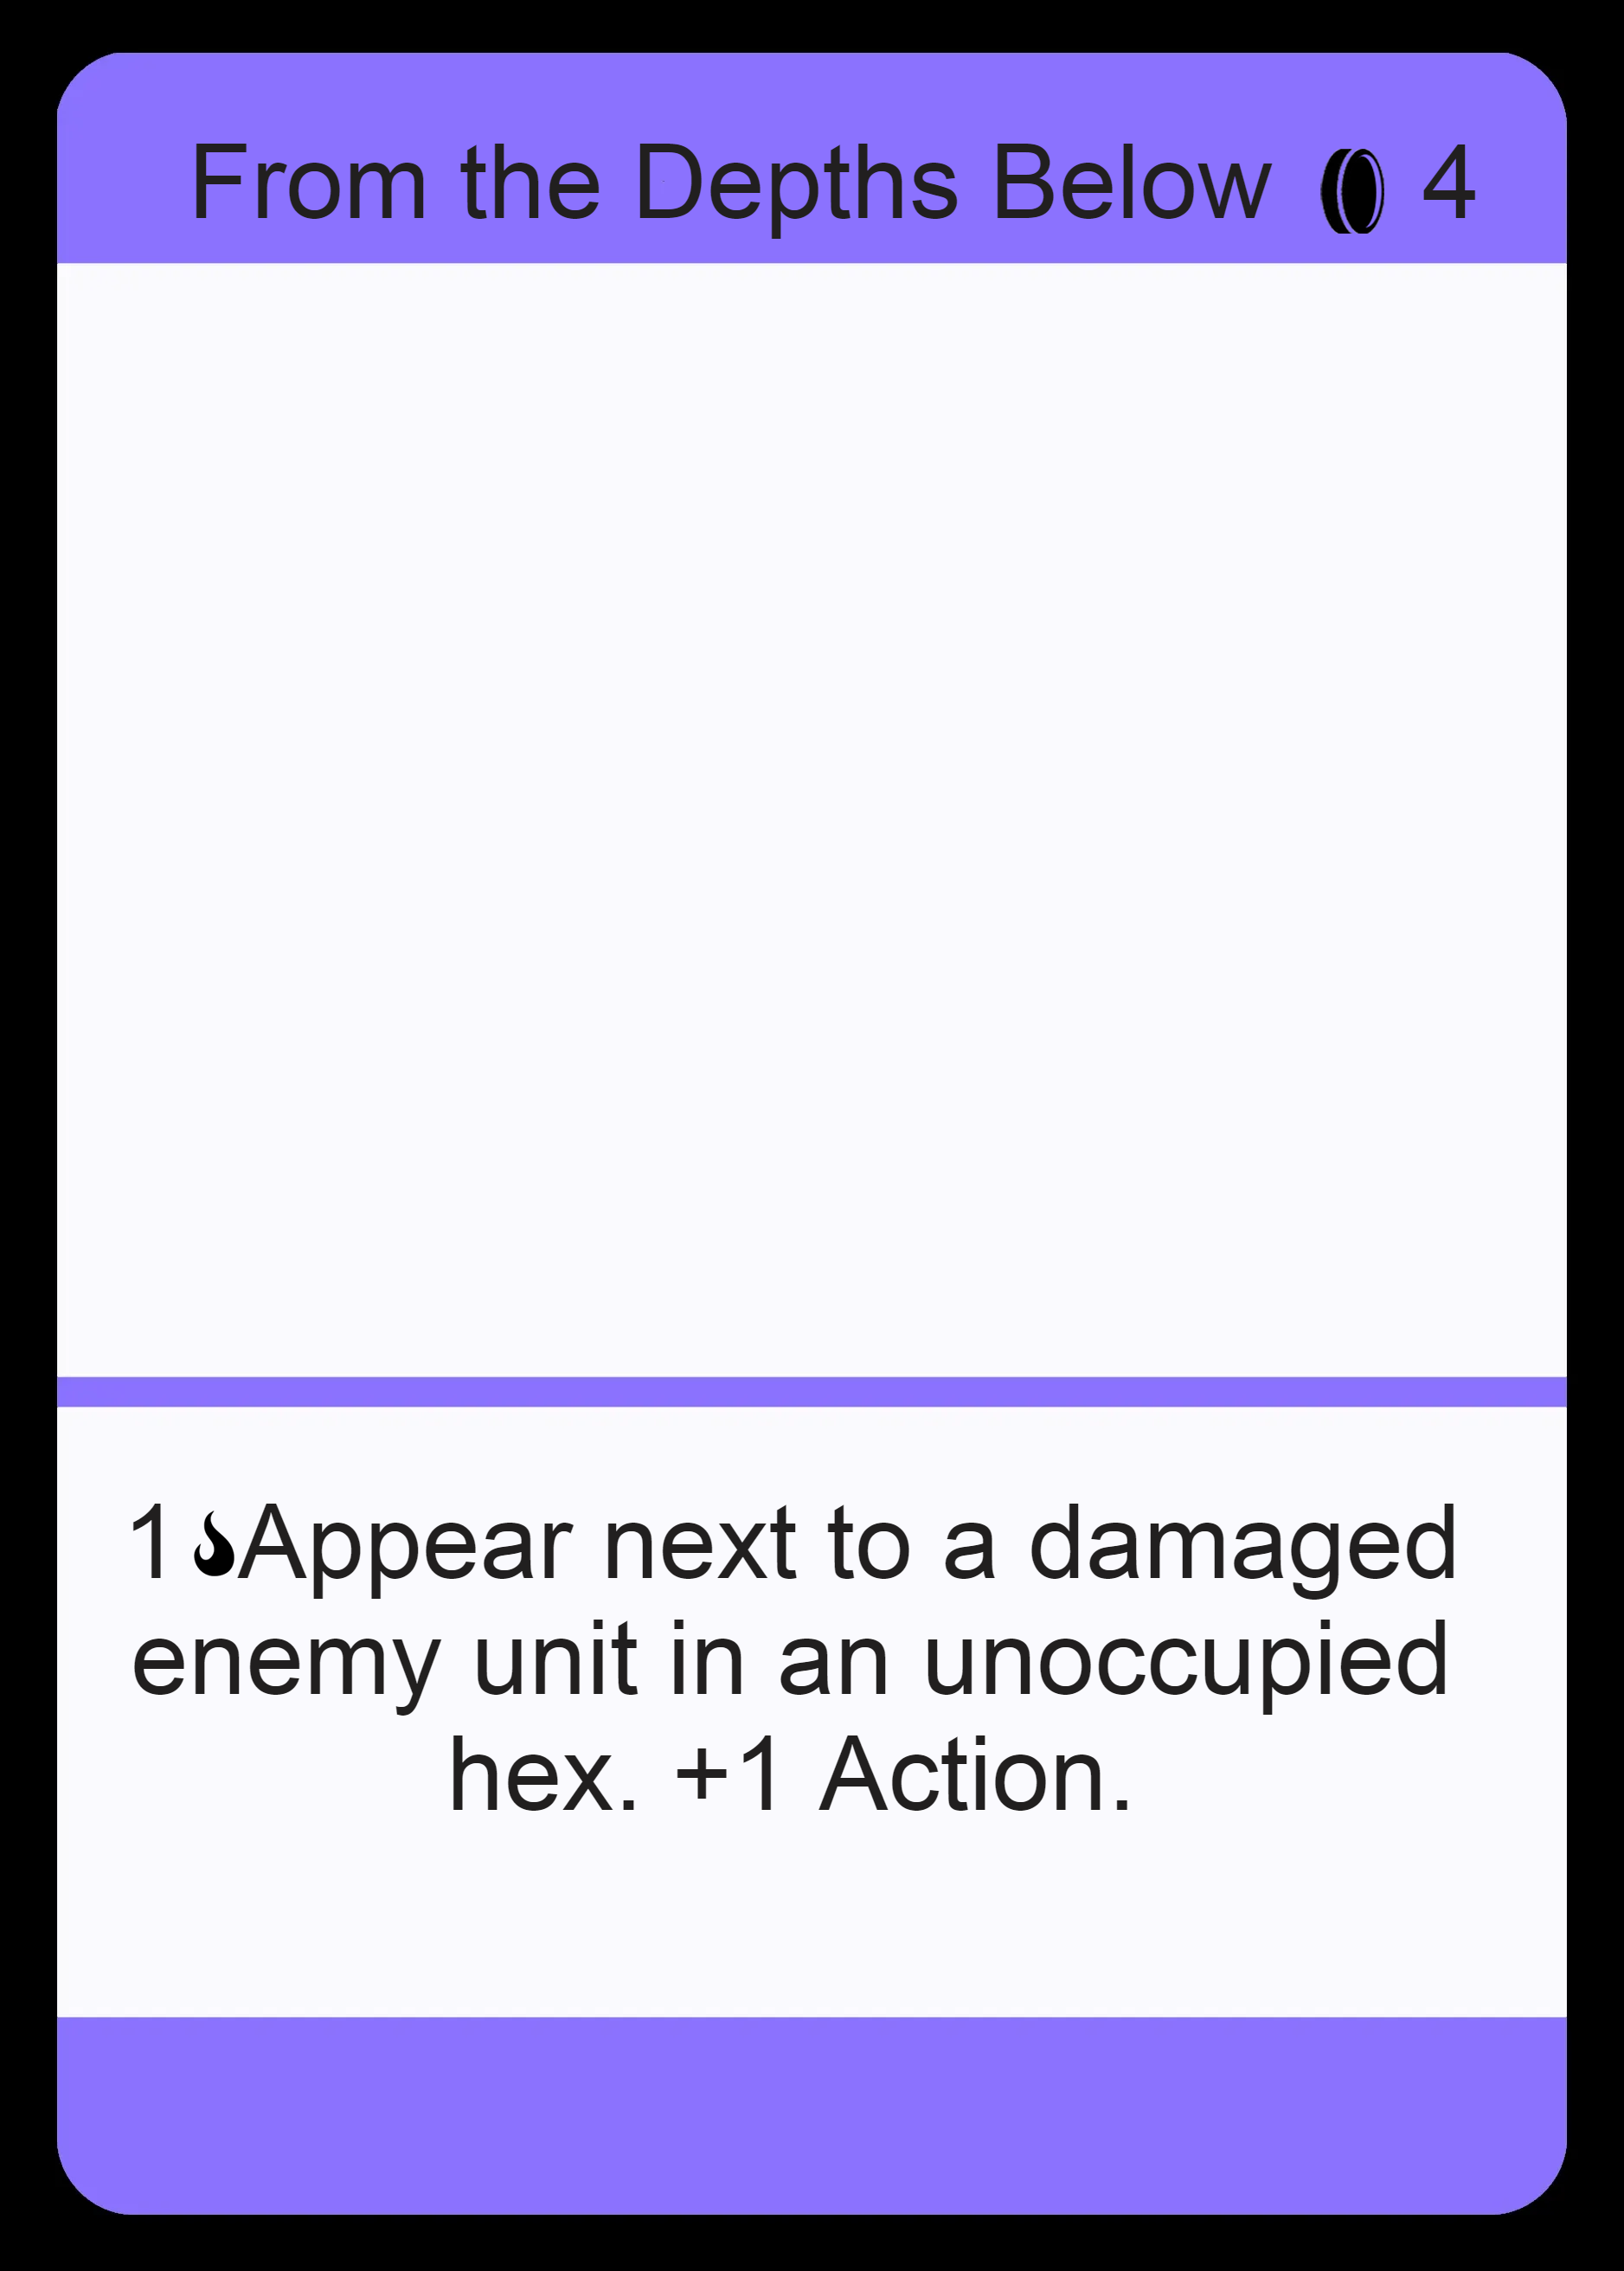 From the Depths Below 4
1 Appear next to a damaged
enemy unit in an unoccupied
hex. +1 Action.